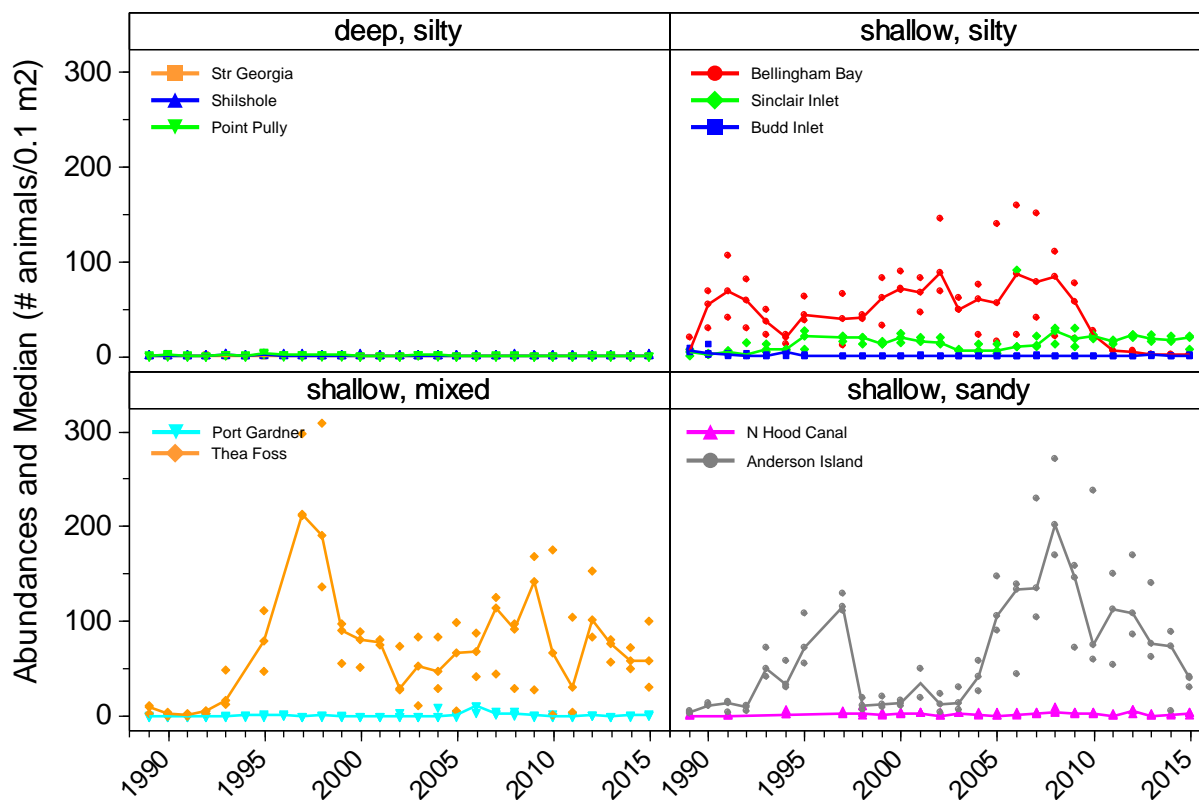 deep, silty
shallow, silty
300
200
100
0
Str Georgia
Shilshole
Point Pully
Bellingham Bay
Sinclair Inlet
Budd Inlet
shallow, mixed
shallow, sandy
300
200
100
0
Port Gardner
Thea Foss
N Hood Canal
Anderson Island
Abundances and Median (# animals/0.1 m2)
1990
1995
2000
2005
2010
2015
1990
1995
2000
2005
2010
2015